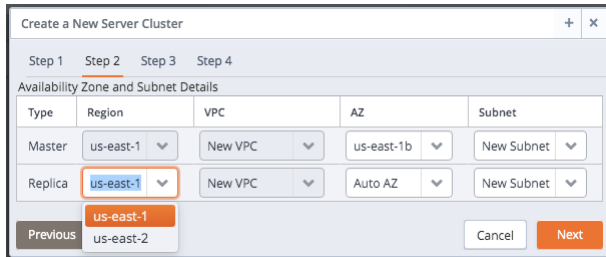 Create a New Server Cluster + ×
Step 1 Step 2 Step 3 Step 4
Availability Zone and Subnet Details
Type Region VPC AZ Subnet
Master us-east-1 New VPC us-east-1b New Subnet
Replica us-east-1 New VPC Auto AZ New Subnet
us-east-1
us-east-2
Previous Cancel Next